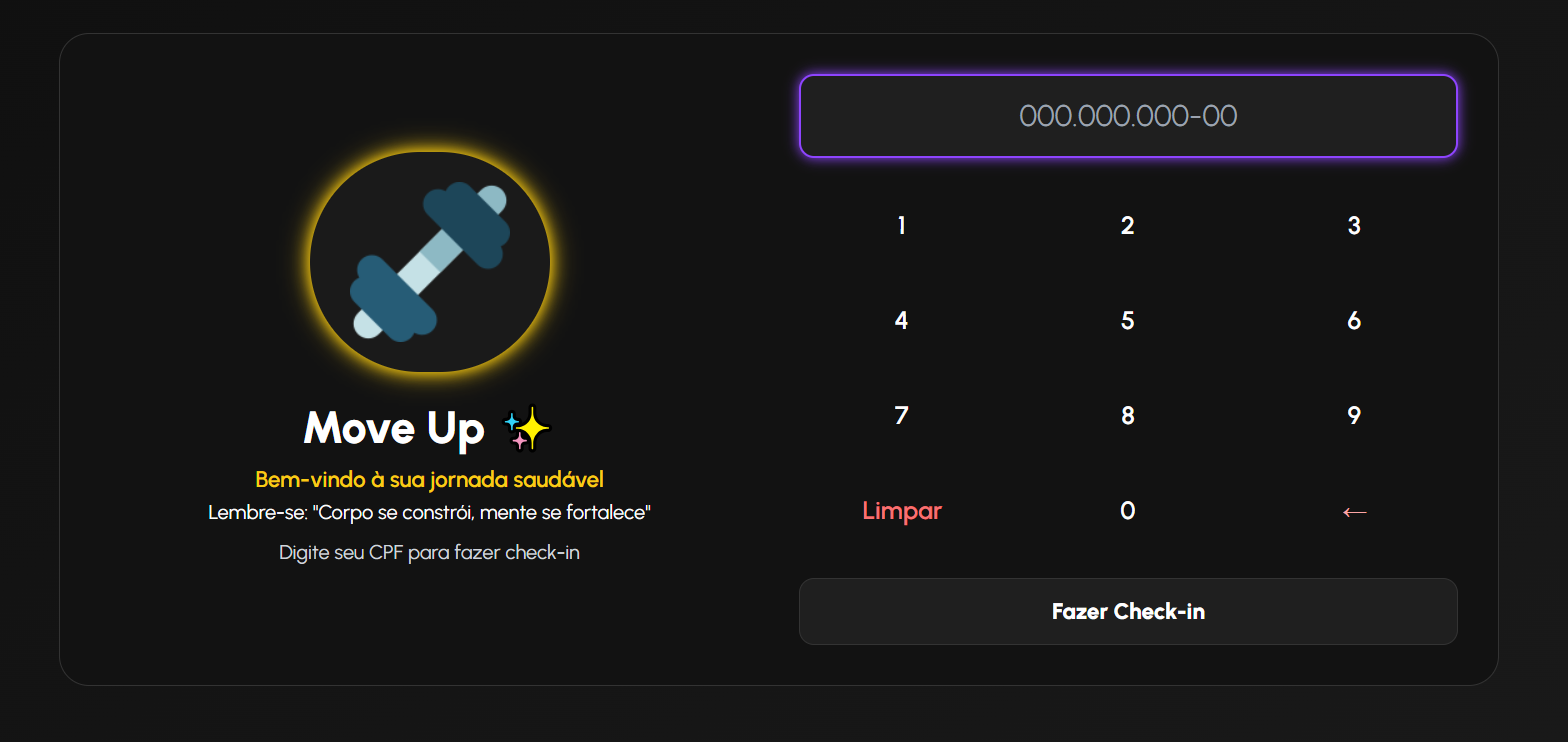 Move Up ✨
Bem-vindo à sua jornada saudável
Lembre-se: "Corpo se constrói, mente se fortalece"
Digite seu CPF para fazer check-in
000.000.000-00
1 2 3
4 5 6
7 8 9
Limpar 0 ←
Fazer Check-in